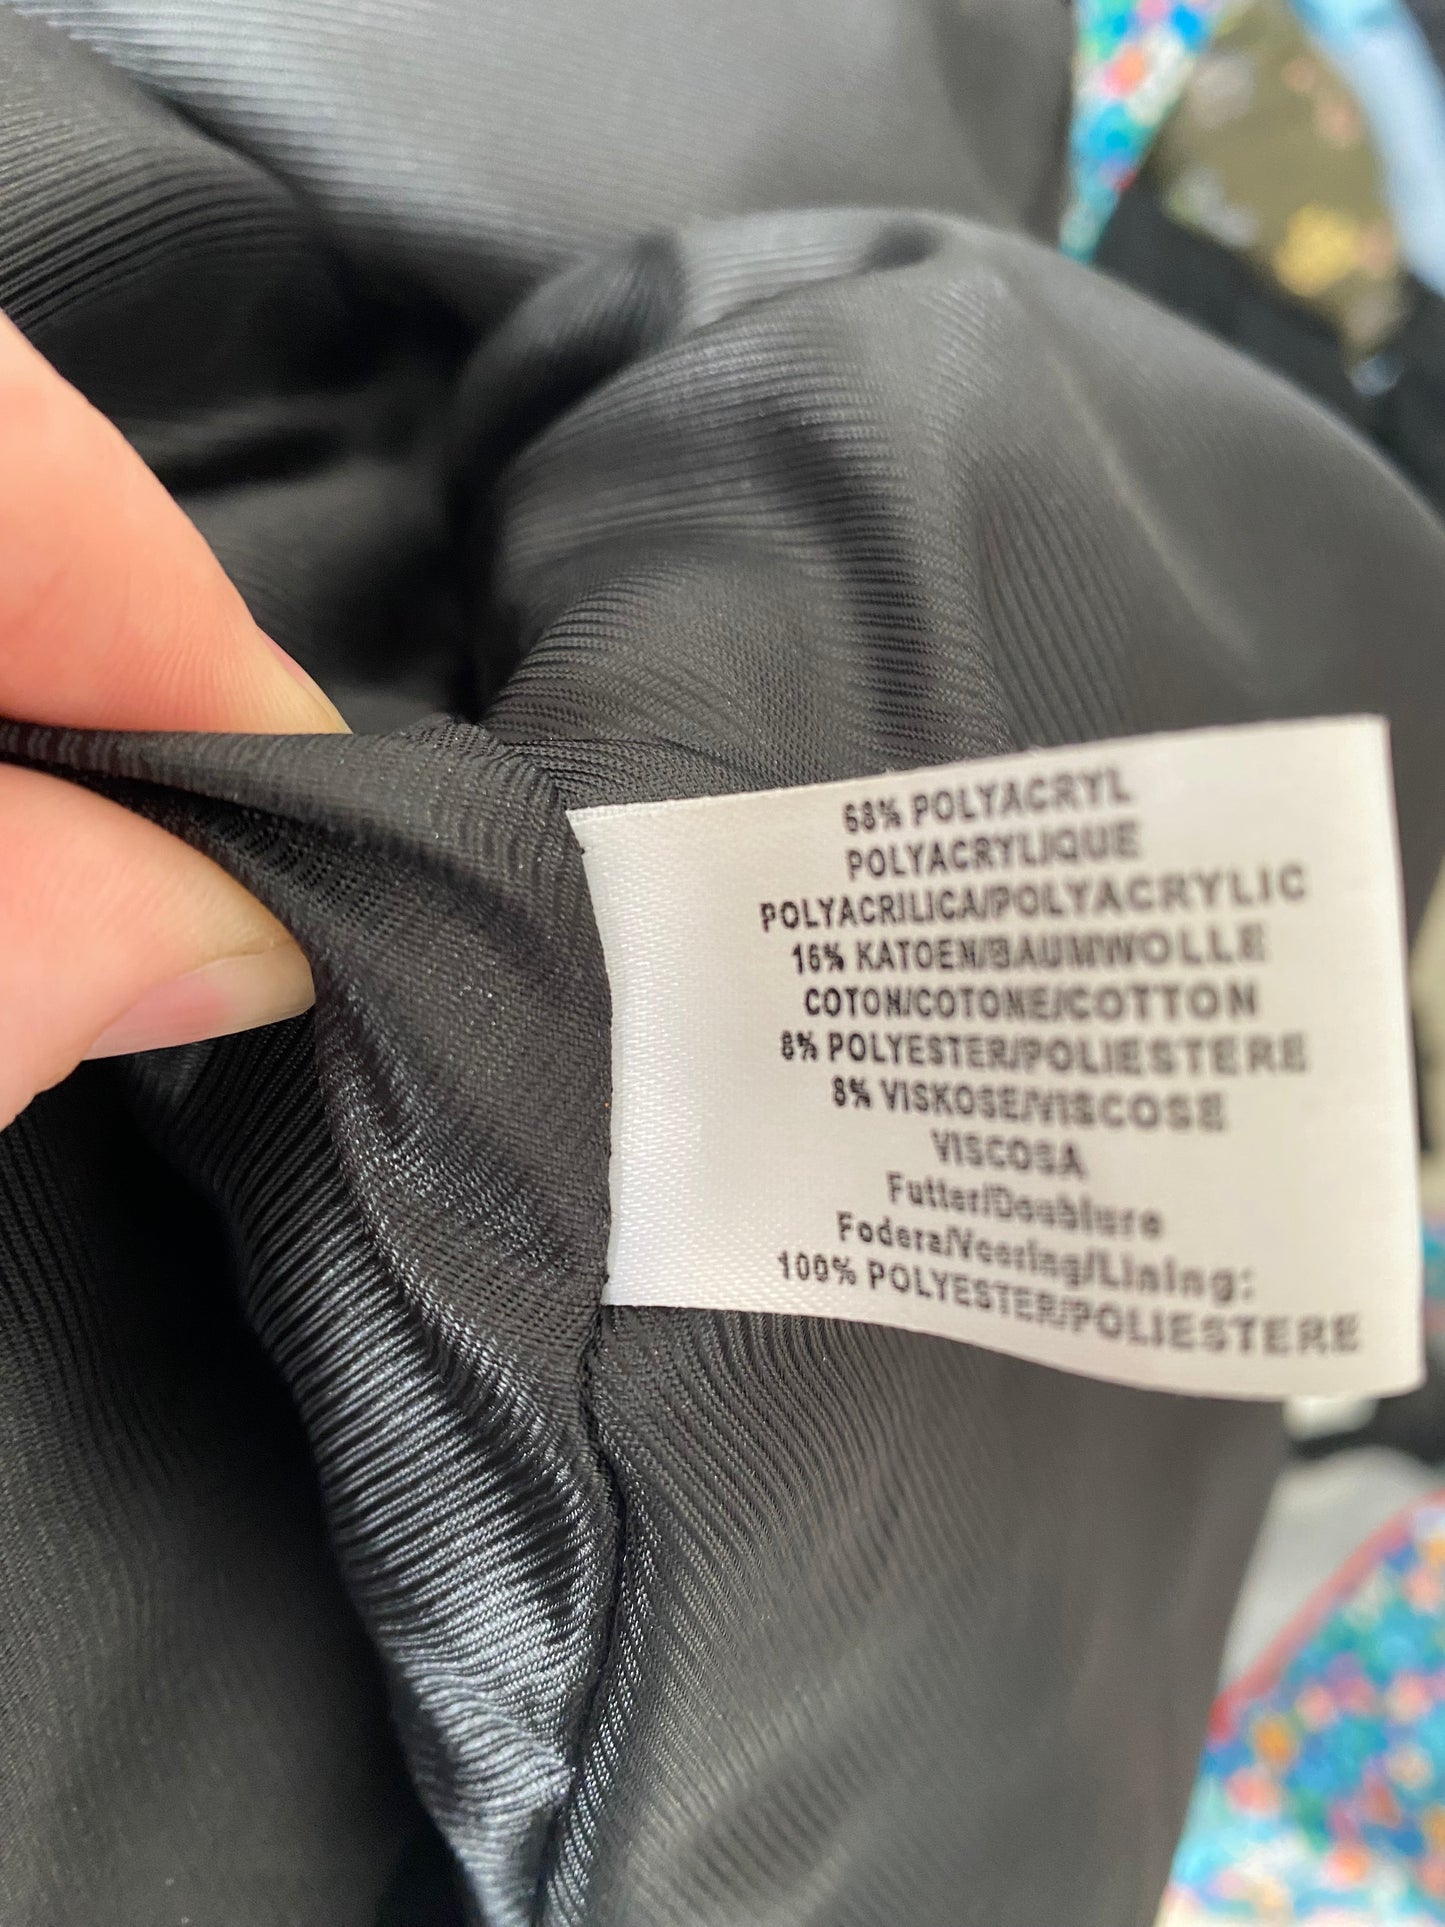 68% POLYACRYL
POLYACRYLIQUE
POLYACRILICA/POLYACRYLIC
16% KATOEN/BAUMWOLLE
COTON/COTONE/COTTON
8% POLYESTER/POLIESTERE
8% VISKOSE/VISCOSE
VISCOSA
Futter/Doublure
Fodera/Voering/Lining:
100% POLYESTER/POLIESTERE